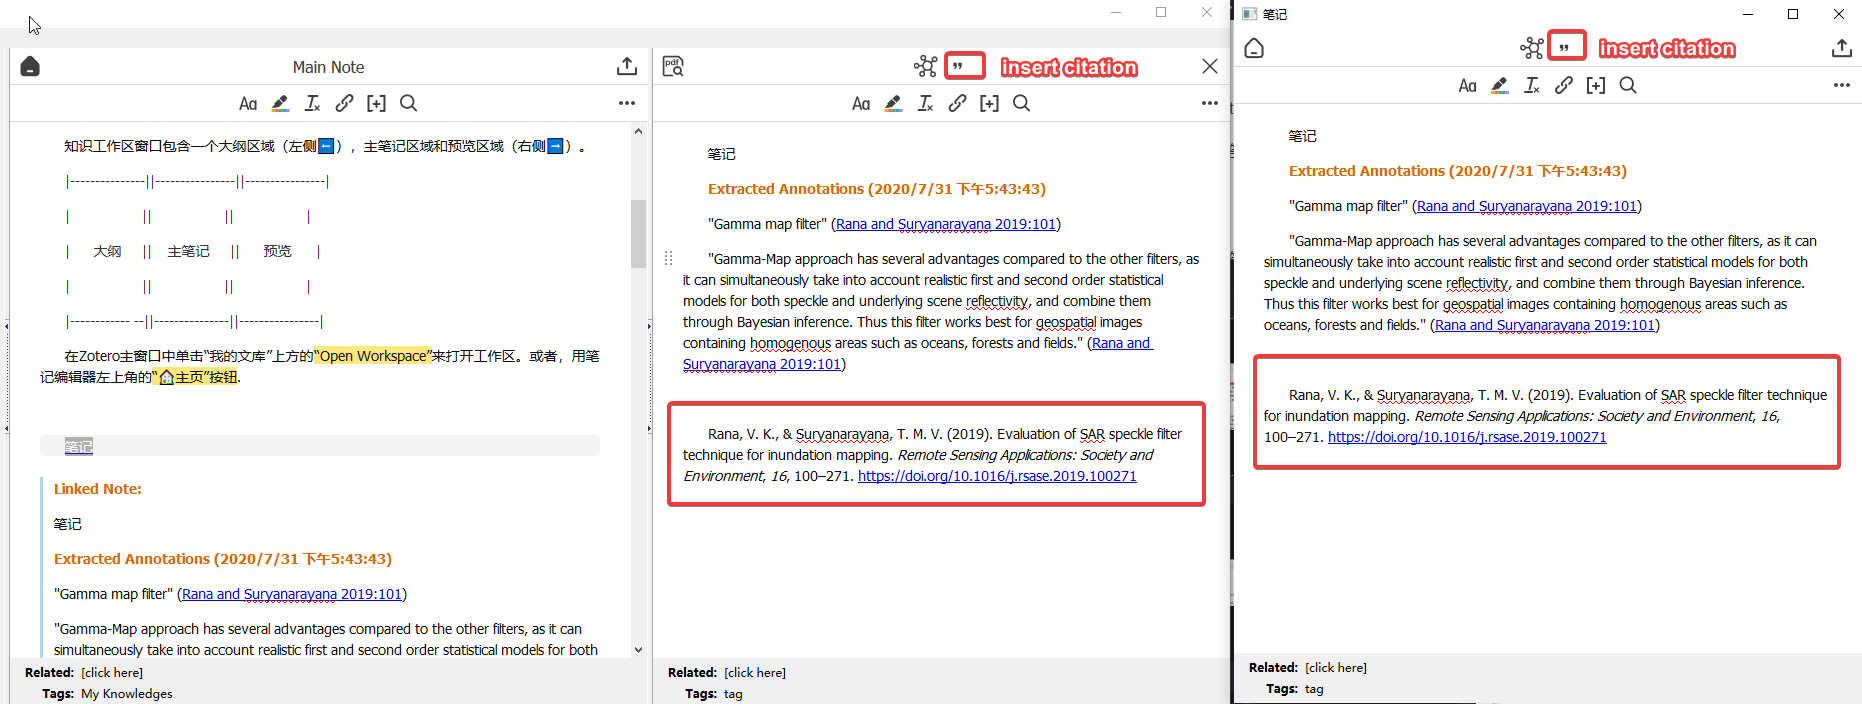 Main Note
Aa
知识工作区窗口包含一个大纲区域（左侧⬅️），主笔记区域和预览区域（右侧➡️）。
|---------------||----------------||----------------|
| || || |
| 大纲 || 主笔记 || 预览 |
| || || |
|------------ --||---------------||----------------|
在Zotero主窗口中单击“我的文库”上方的“Open Workspace”来打开工作区。或者，用笔
记编辑器左上角的“🏠主页”按钮.
笔记
Linked Note:
笔记
Extracted Annotations (2020/7/31 下午5:43:43)
"Gamma map filter" (Rana and Suryanarayana 2019:101)
"Gamma-Map approach has several advantages compared to the other filters, as it can
simultaneously take into account realistic first and second order statistical models for both
Related: [click here]
Tags: My Knowledges
pdf
insert citation
Aa
笔记
Extracted Annotations (2020/7/31 下午5:43:43)
"Gamma map filter" (Rana and Suryanarayana 2019:101)
"Gamma-Map approach has several advantages compared to the other filters, as
it can simultaneously take into account realistic first and second order statistical
models for both speckle and underlying scene reflectivity, and combine them
through Bayesian inference. Thus this filter works best for geospatial images
containing homogenous areas such as oceans, forests and fields." (Rana and
Suryanarayana 2019:101)
Rana, V. K., & Suryanarayana, T. M. V. (2019). Evaluation of SAR speckle filter
technique for inundation mapping. Remote Sensing Applications: Society and
Environment, 16, 100–271. https://doi.org/10.1016/j.rsase.2019.100271
Related: [click here]
Tags: tag
笔记
insert citation
Aa
笔记
Extracted Annotations (2020/7/31 下午5:43:43)
"Gamma map filter" (Rana and Suryanarayana 2019:101)
"Gamma-Map approach has several advantages compared to the other filters, as it can
simultaneously take into account realistic first and second order statistical models for both
speckle and underlying scene reflectivity, and combine them through Bayesian inference.
Thus this filter works best for geospatial images containing homogenous areas such as
oceans, forests and fields." (Rana and Suryanarayana 2019:101)
Rana, V. K., & Suryanarayana, T. M. V. (2019). Evaluation of SAR speckle filter technique
for inundation mapping. Remote Sensing Applications: Society and Environment, 16,
100–271. https://doi.org/10.1016/j.rsase.2019.100271
Related: [click here]
Tags: tag